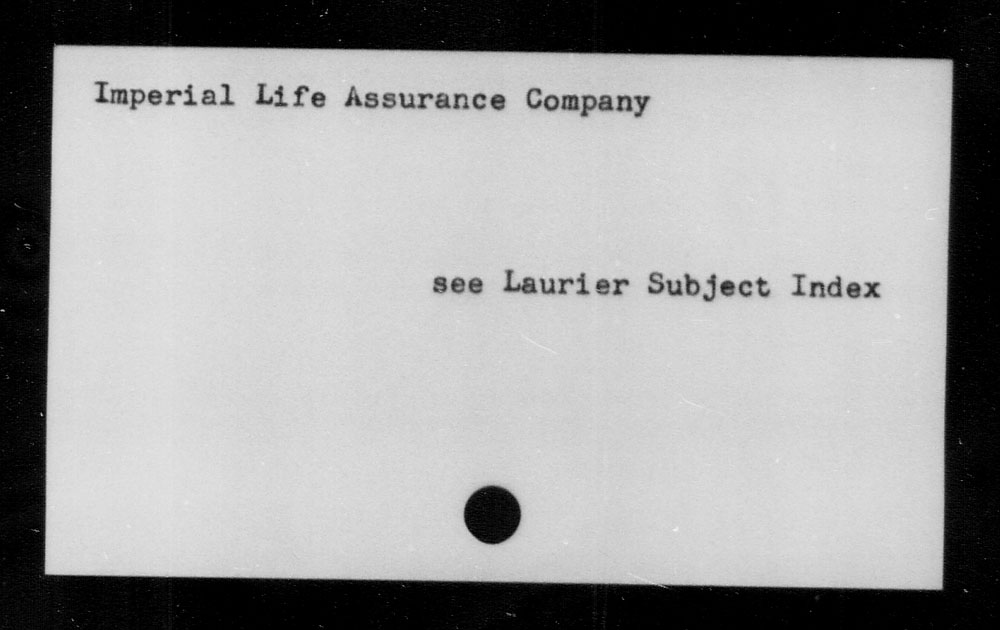 Imperial Life Assurance Company
see Laurier Subject Index